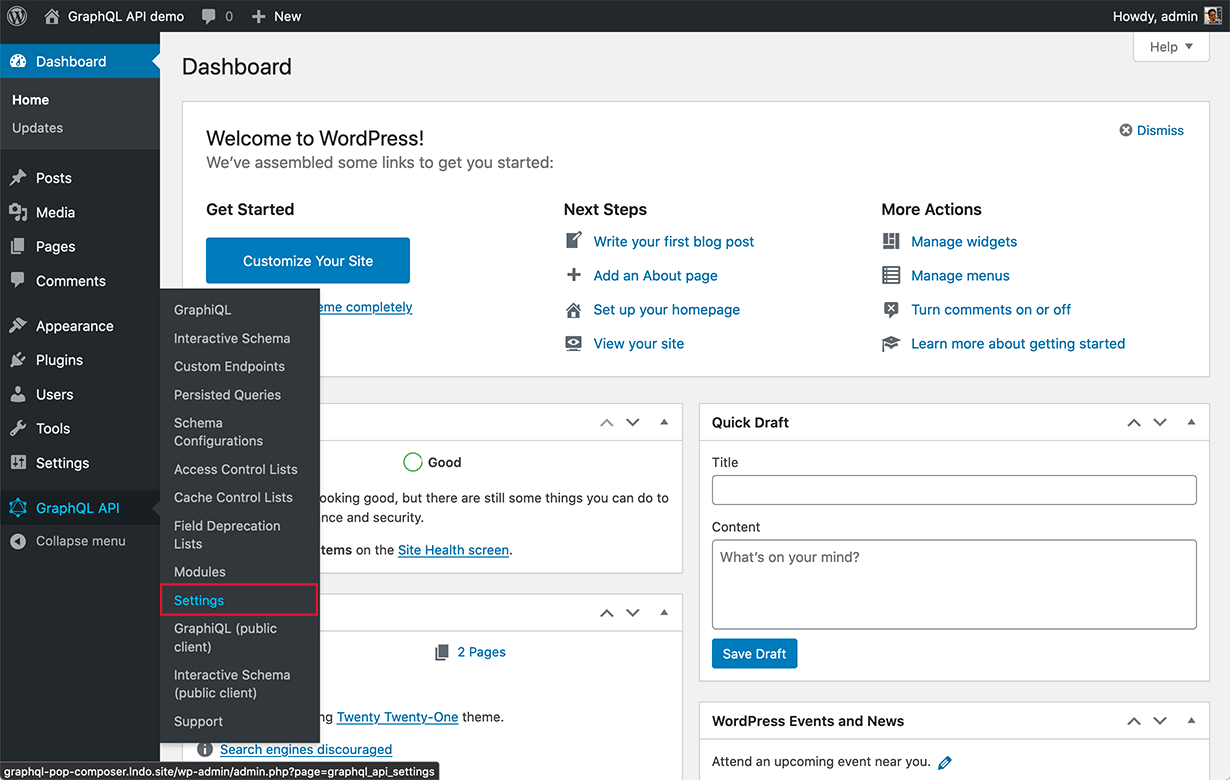 GraphQL API demo
0
New
Howdy, admin
Dashboard
Home
Updates
Posts
Media
Pages
Comments
Appearance
Plugins
Users
Tools
Settings
GraphQL API
Collapse menu
GraphiQL
Interactive Schema
Custom Endpoints
Persisted Queries
Schema
Configurations
Access Control Lists
Cache Control Lists
Field Deprecation
Lists
Modules
Settings
GraphiQL (public
client)
Interactive Schema
(public client)
Support
Help
Dashboard
Welcome to WordPress!
Dismiss
We've assembled some links to get you started:
Get Started
Customize Your Site
eme completely
Next Steps
Write your first blog post
Add an About page
Set up your homepage
View your site
More Actions
Manage widgets
Manage menus
Turn comments on or off
Learn more about getting started
Good
ooking good, but there are still some things you can do to
nce and security.
tems on the Site Health screen.
2 Pages
ng Twenty Twenty-One theme.
Search engines discouraged
Quick Draft
Title
Content
What's on your mind?
Save Draft
WordPress Events and News
Attend an upcoming event near you.
graphql-pop-composer.lndo.site/wp-admin/admin.php?page=graphql_api_settings